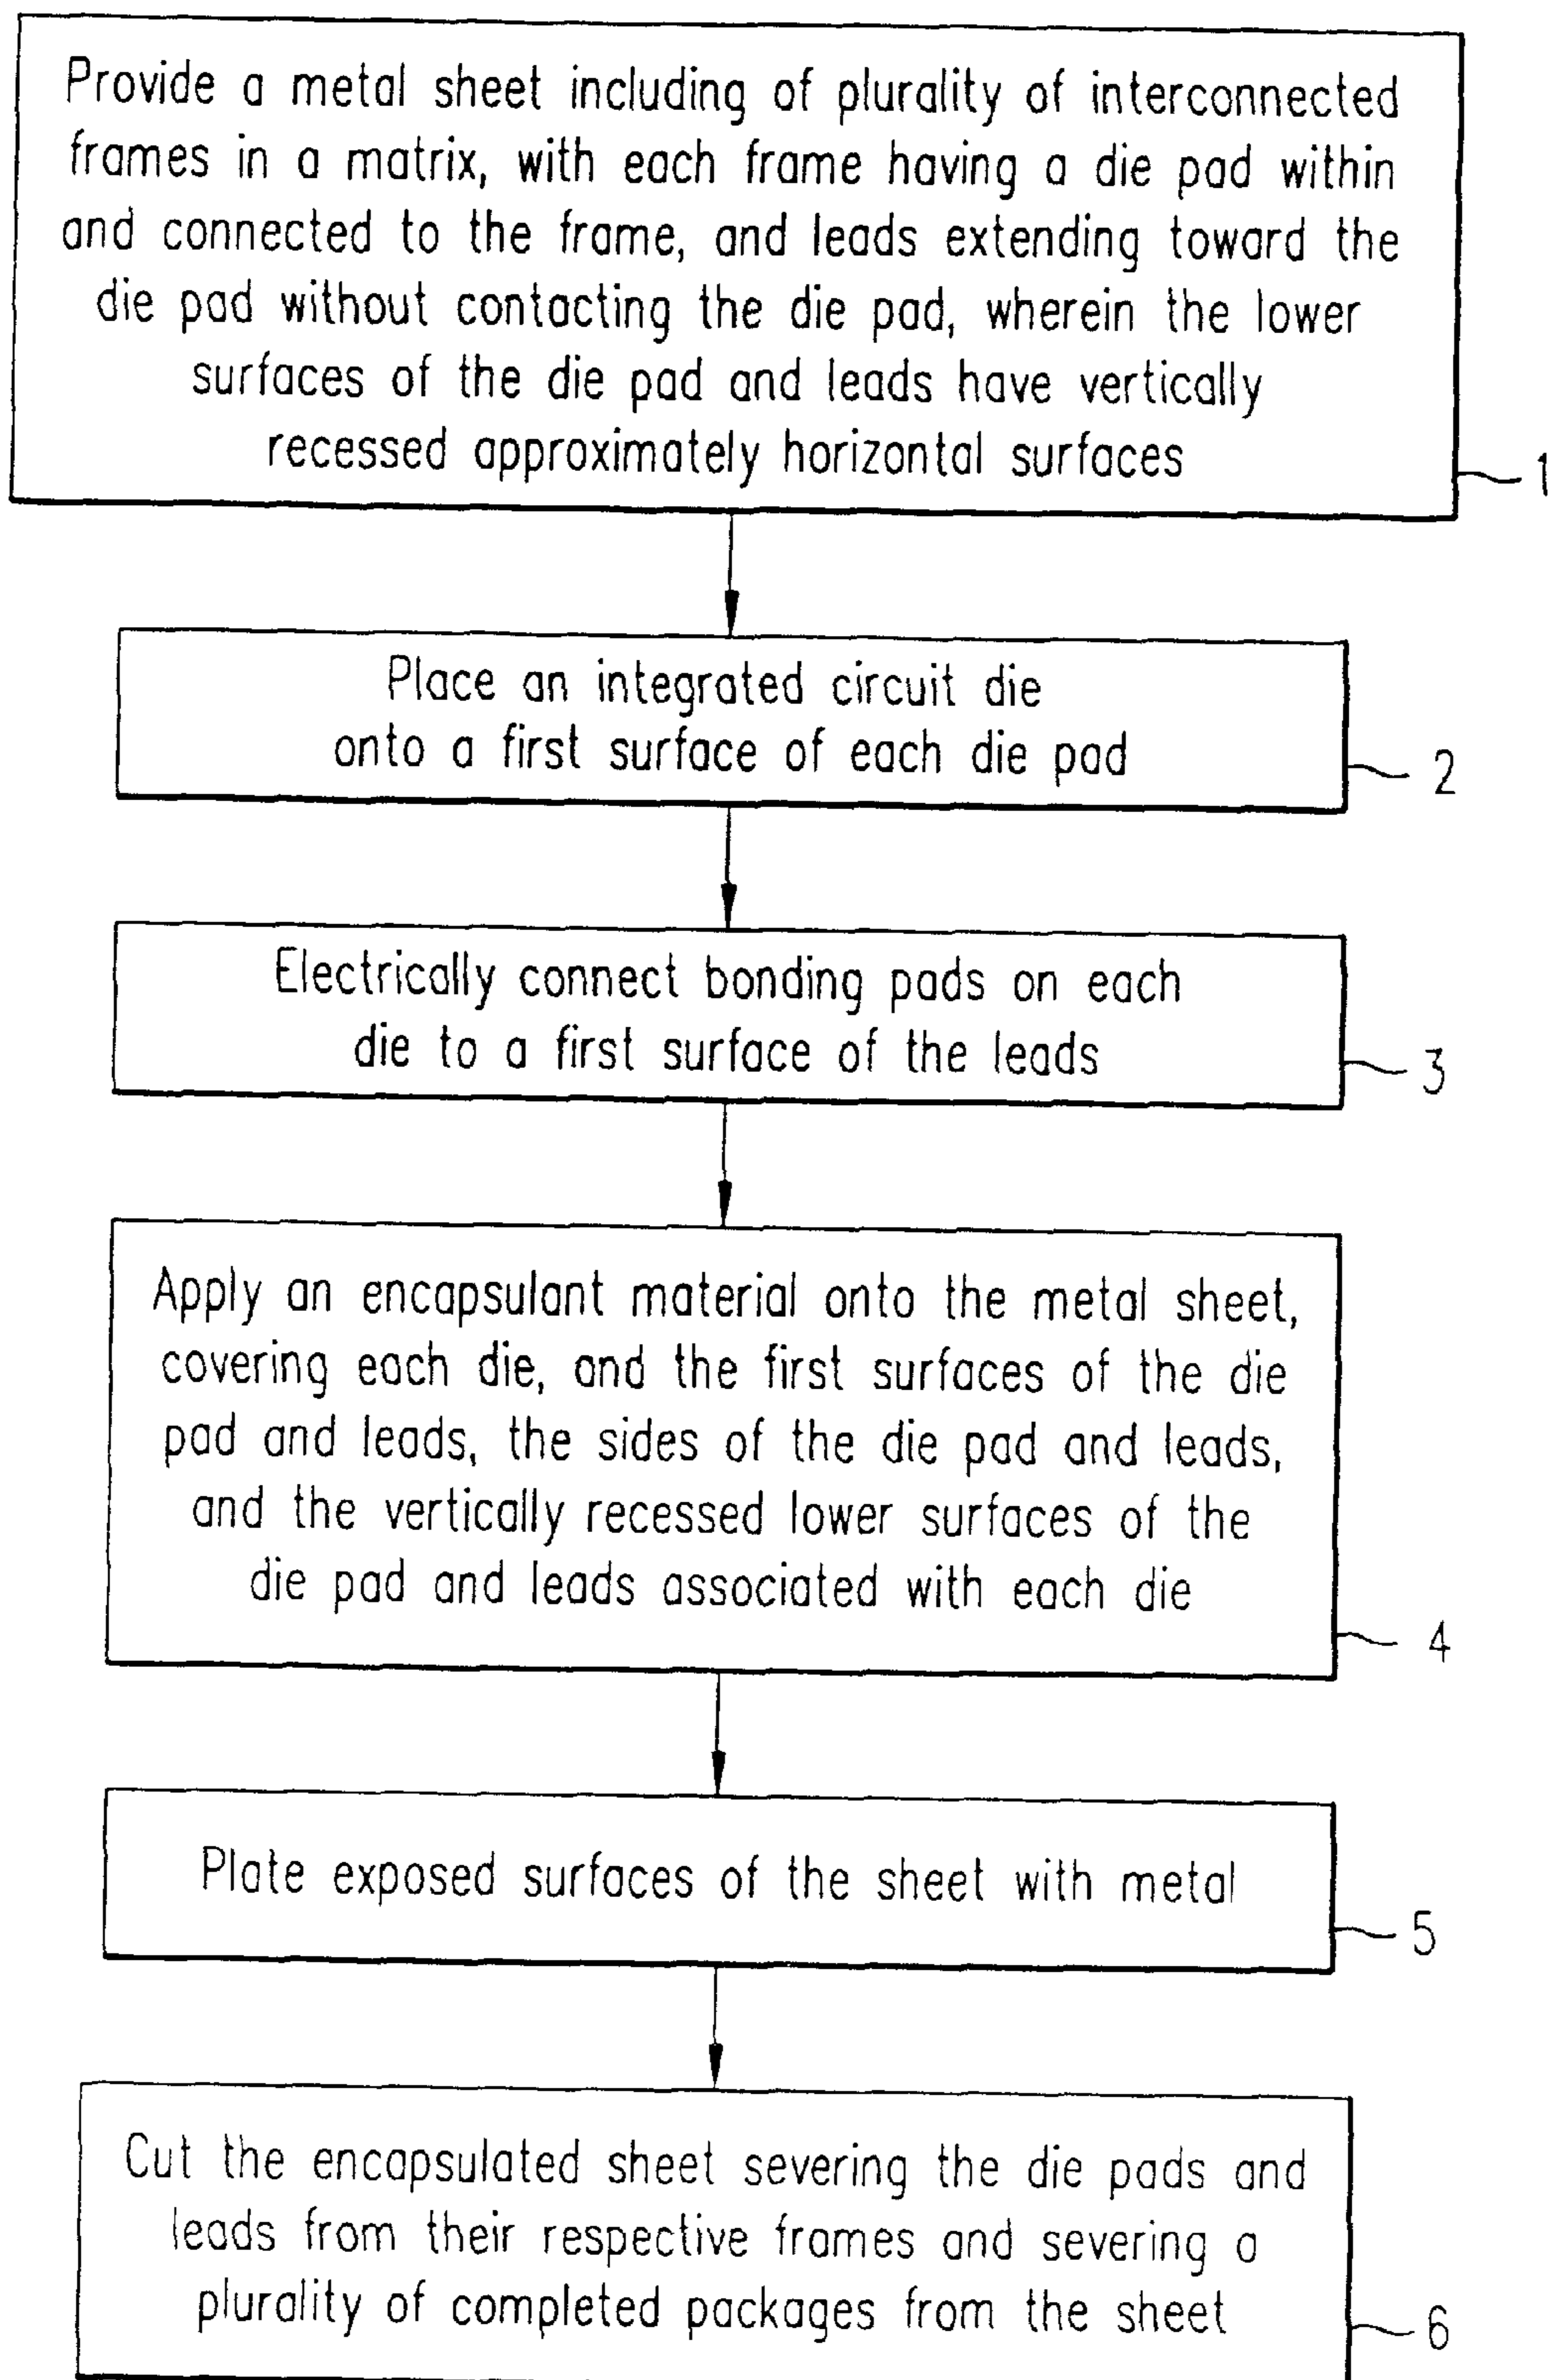 Provide a metal sheet including of plurality of interconnected
frames in a matrix, with each frame having a die pad within
and connected to the frame, and leads extending toward the
die pad without contacting the die pad, wherein the lower
surfaces of the die pad and leads have vertically
recessed approximately horizontal surfaces
1
Place an integrated circuit die
onto a first surface of each die pad
2
Electrically connect bonding pads on each
die to a first surface of the leads
3
Apply an encapsulant material onto the metal sheet,
covering each die, and the first surfaces of the die
pad and leads, the sides of the die pad and leads,
and the vertically recessed lower surfaces of the
die pad and leads associated with each die
4
Plate exposed surfaces of the sheet with metal
5
Cut the encapsulated sheet severing the die pads and
leads from their respective frames and severing a
plurality of completed packages from the sheet
6